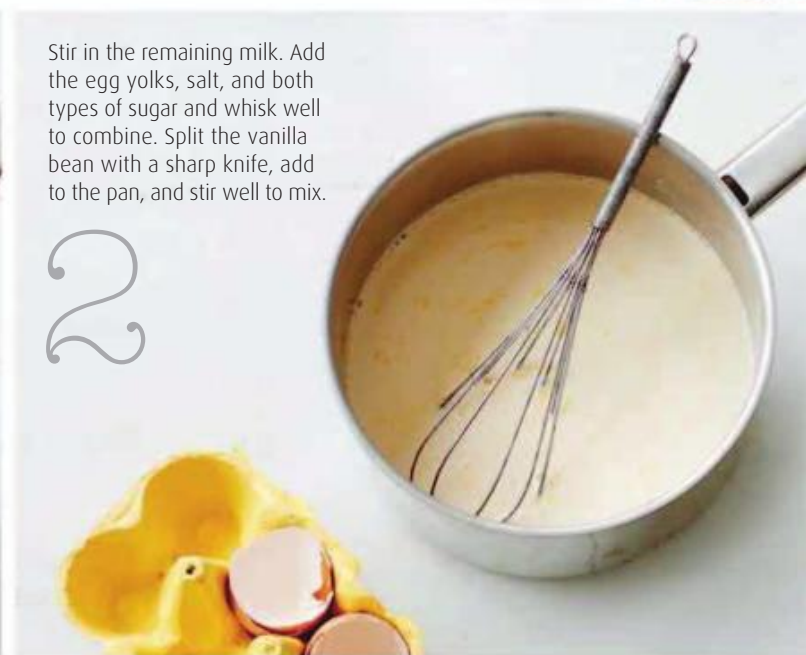 Stir in the remaining milk. Add
the egg yolks, salt, and both
types of sugar and whisk well
to combine. Split the vanilla
bean with a sharp knife, add
to the pan, and stir well to mix.
2